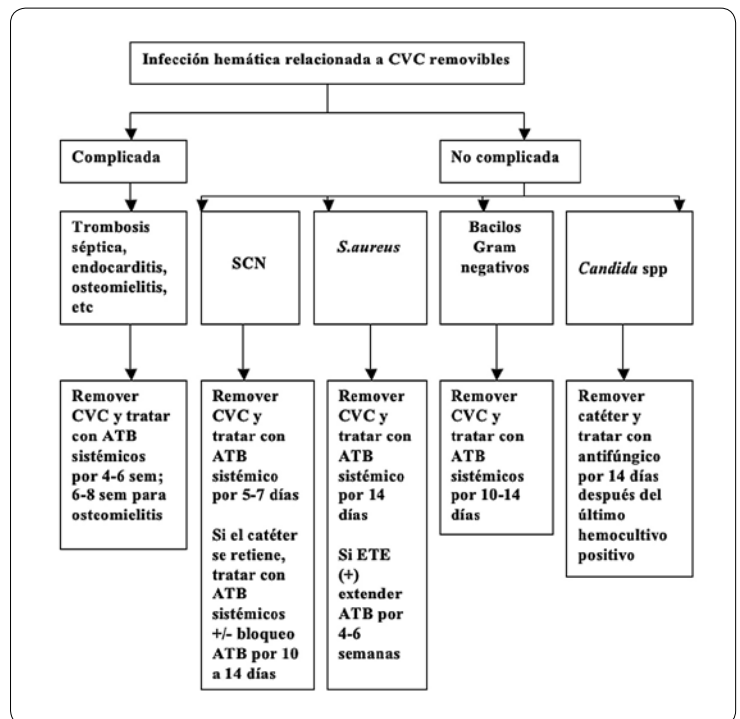 Infección hemática relacionada a CVC removibles
Complicada
No complicada
Trombosis
séptica,
endocarditis,
osteomielitis,
etc
SCN
S.aureus
Bacilos
Gram
negativos
Candida spp
Remover
CVC y tratar
con ATB
sistémicos
por 4-6 sem;
6-8 sem para
osteomielitis
Remover
CVC y
tratar con
ATB
sistémico
por 5-7 días
Si el catéter
se retiene,
tratar con
ATB
sistémicos
+/- bloqueo
ATB por 10
a 14 días
Remover
CVC y
tratar con
ATB
sistémico
por 14
días
Si ETE
(+)
extender
ATB por
4-6
semanas
Remover
CVC y
tratar con
ATB
sistémicos
por 10-14
días
Remover
catéter y
tratar con
antifúngico
por 14 días
después del
último
hemocultivo
positivo